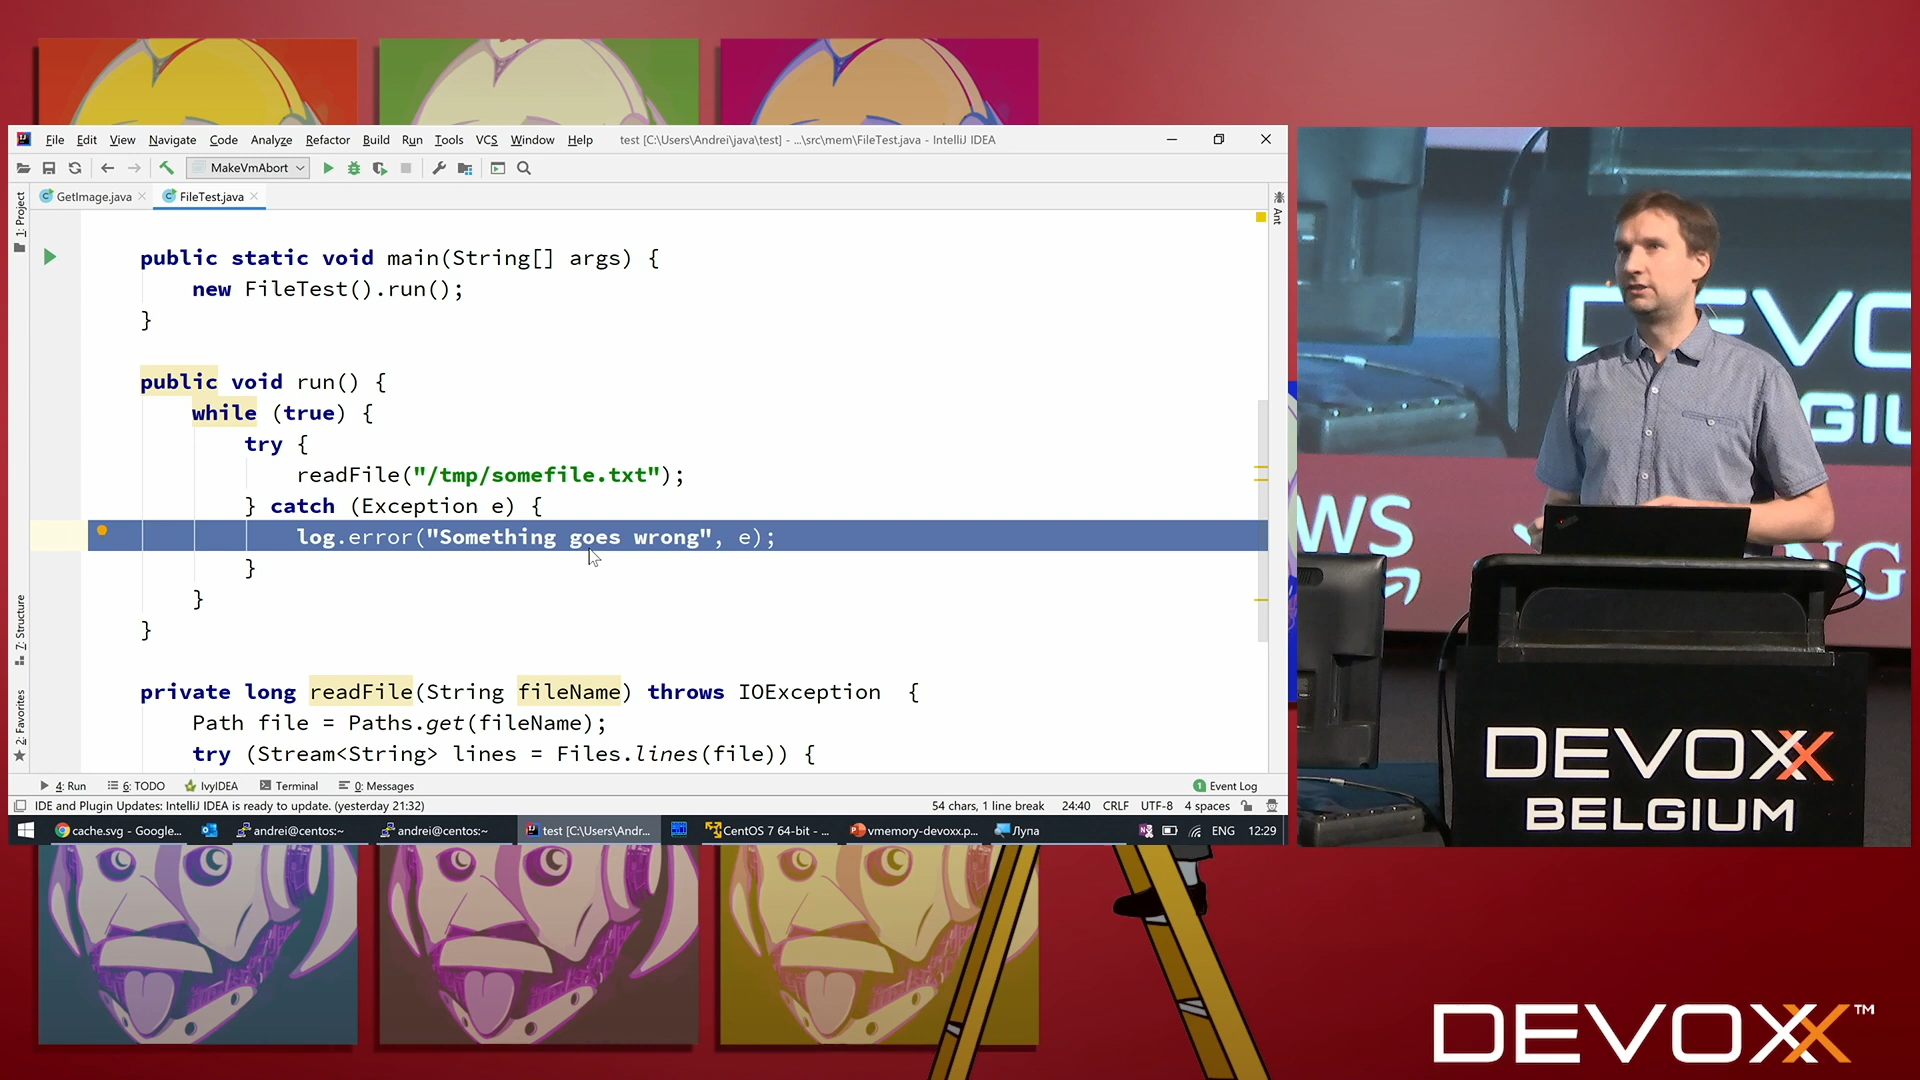 File Edit View Navigate Code Analyze Refactor Build Run Tools VCS Window Help test [C:\Users\Andrei\java\test] - ...\src\mem\FileTest.java - IntelliJ IDEA
MakeVmAbort
GetImage.java FileTest.java
1: Project
Ant
public static void main(String[] args) {
new FileTest().run();
}
public void run() {
while (true) {
try {
readFile("/tmp/somefile.txt");
} catch (Exception e) {
log.error("Something goes wrong", e);
}
}
}
private long readFile(String fileName) throws IOException {
Path file = Paths.get(fileName);
try (Stream<String> lines = Files.lines(file)) {
7: Structure
2: Favorites
4: Run 6: TODO IvyIDEA Terminal 0: Messages 1 Event Log
IDE and Plugin Updates: IntelliJ IDEA is ready to update. (yesterday 21:32) 54 chars, 1 line break 24:40 CRLF UTF-8 4 spaces
cache.svg - Google... andrei@centos:~ andrei@centos:~ test [C:\Users\Andr... CentOS 7 64-bit - ... vmemory-devoxx.p... Лупа ENG 12:29
DEVOX
BELGIU
WS
NG
DEVOXX
BELGIUM
DEVOXX™